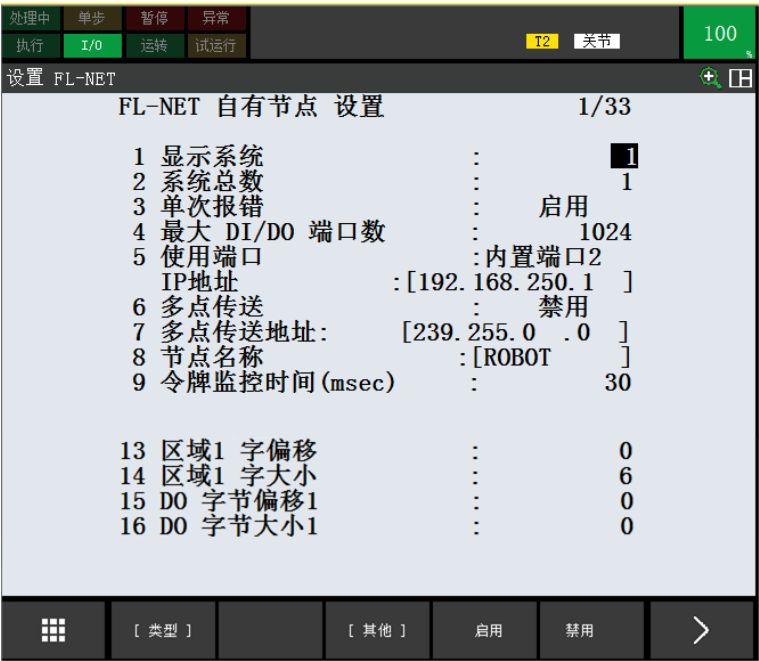 处理中 单步 暂停 异常
执行 I/O 运转 试运行 T2 关节 100 %
设置 FL-NET
FL-NET 自有节点 设置 1/33
1 显示系统 : 1
2 系统总数 : 1
3 单次报错 : 启用
4 最大 DI/DO 端口数 : 1024
5 使用端口 :内置端口2
IP地址 :[192.168.250.1 ]
6 多点传送 : 禁用
7 多点传送地址: [239.255.0 .0 ]
8 节点名称 :[ROBOT ]
9 令牌监控时间(msec) : 30
13 区域1 字偏移 : 0
14 区域1 字大小 : 6
15 DO 字节偏移1 : 0
16 DO 字节大小1 : 0
[ 类型 ] [ 其他 ] 启用 禁用